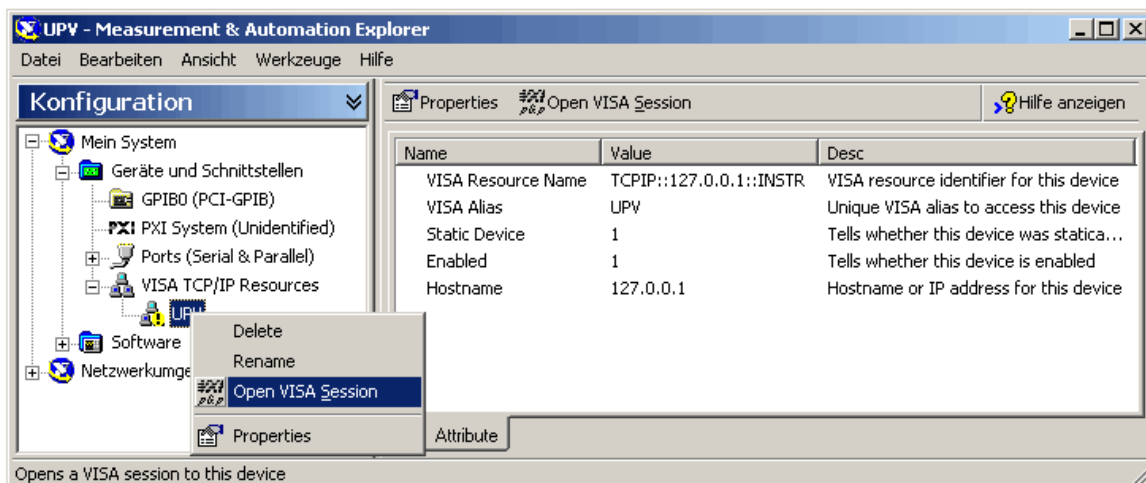 UPV - Measurement & Automation Explorer
Datei Bearbeiten Ansicht Werkzeuge Hilfe
Konfiguration
Mein System
Geräte und Schnittstellen
GPIB0 (PCI-GPIB)
PXI PXI System (Unidentified)
Ports (Serial & Parallel)
VISA TCP/IP Resources
UPV
Software
Netzwerkumge
Delete
Rename
Open VISA Session
Properties
Properties Open VISA Session Hilfe anzeigen
Name Value Desc
VISA Resource Name TCPIP::127.0.0.1::INSTR VISA resource identifier for this device
VISA Alias UPV Unique VISA alias to access this device
Static Device 1 Tells whether this device was statica...
Enabled 1 Tells whether this device is enabled
Hostname 127.0.0.1 Hostname or IP address for this device
Attribute
Opens a VISA session to this device